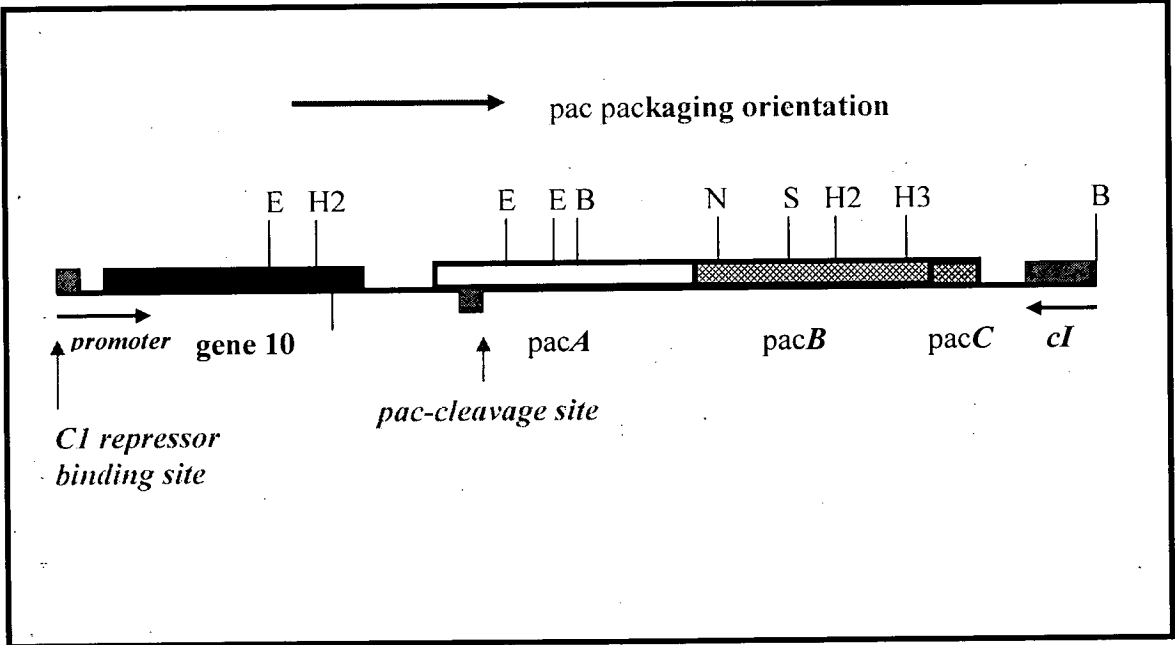 pac packaging orientation
E H2 E E B N S H2 H3 B
promoter gene 10 pacA pacB pacC cI
pac-cleavage site
C1 repressor
binding site